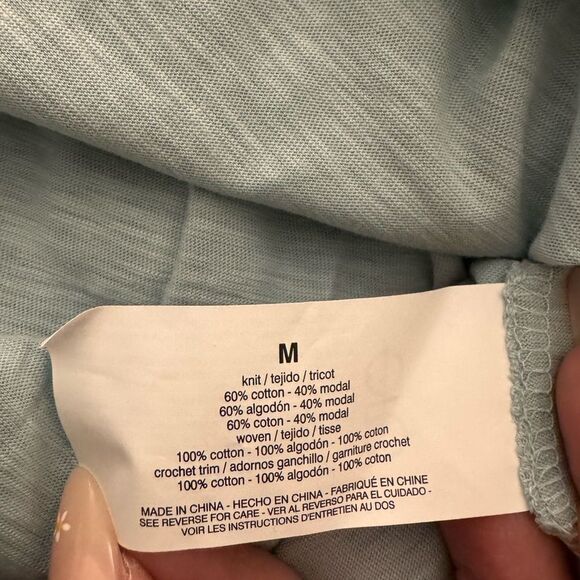 M
knit / tejido / tricot
60% cotton - 40% modal
60% algodón - 40% modal
60% coton - 40% modal
woven / tejido / tisse
100% cotton - 100% algodón - 100% coton
crochet trim / adornos ganchillo / garniture crochet
100% cotton - 100% algodón - 100% coton
MADE IN CHINA - HECHO EN CHINA - FABRIQUÉ EN CHINE
SEE REVERSE FOR CARE - VER AL REVERSO PARA EL CUIDADO -
VOIR LES INSTRUCTIONS D'ENTRETIEN AU DOS